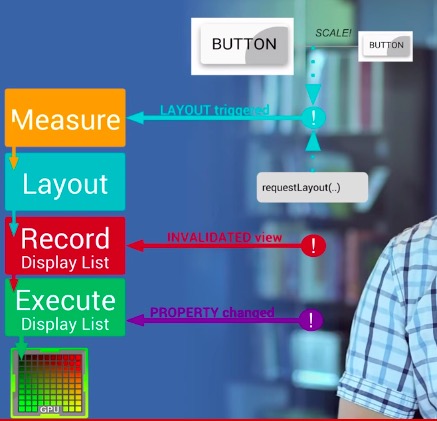 BUTTON
SCALE!
BUTTON
Measure
LAYOUT triggered
!
Layout
requestLayout(..)
Record
Display List
INVALIDATED view
!
Execute
Display List
PROPERTY changed
!
GPU